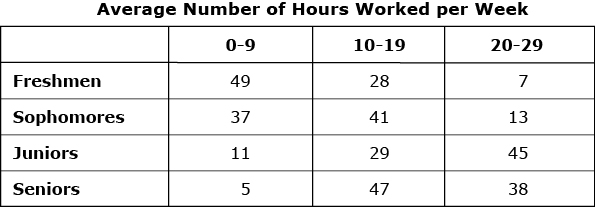 Average Number of Hours Worked per Week
0-9 10-19 20-29
Freshmen 49 28 7
Sophomores 37 41 13
Juniors 11 29 45
Seniors 5 47 38